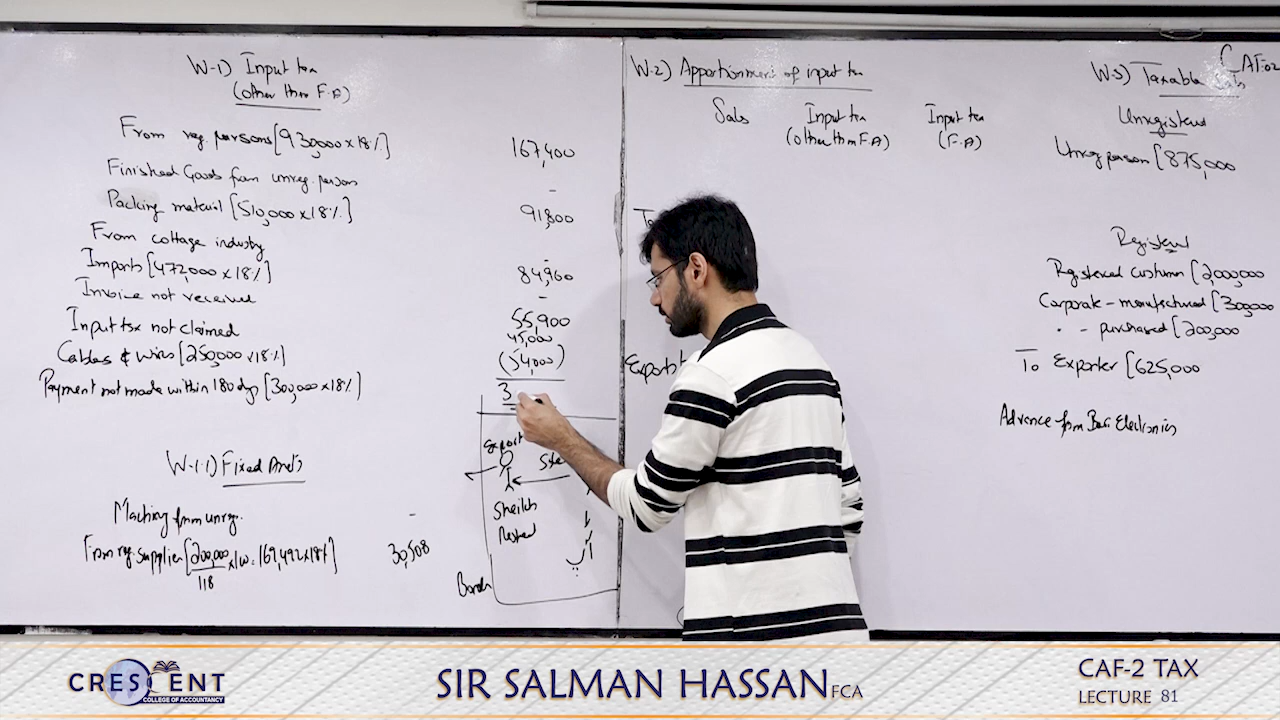 W-1) Input tax
(other than F.A)
From reg. persons [930,000 x 18%] 167,400
Finished Goods from unreg. person -
Packing material [510,000 x 18%] 91,800
From cottage industry -
Imports [472,000 x 18%] 84,960
Invoice not received -
Input tax not claimed 55,900
Cables & wires [250,000 x 18%] 45,000
Payment not made within 180 days [300,000 x 18%] (54,000)
3
W-1.1) Fixed Assets
Machinery from unreg. -
From reg. supplier [200,000/118 x 100 = 169,492 x 18%] 30,508
Export
Sheikh
W-2) Apportionment of input tax
Sales Input tax Input tax
(other than F.A) (F.A)
Export
CAF-02
W-3) Taxable
Unregistered
Unreg person [875,000
Registered
Registered customer [2,000,000
Corporate - manufactured [300,000
" - purchased [200,000
To Exporter [625,000
Advance from Electronics
CRESCENT
COLLEGE OF ACCOUNTANCY
SIR SALMAN HASSAN FCA
CAF-2 TAX
LECTURE 81